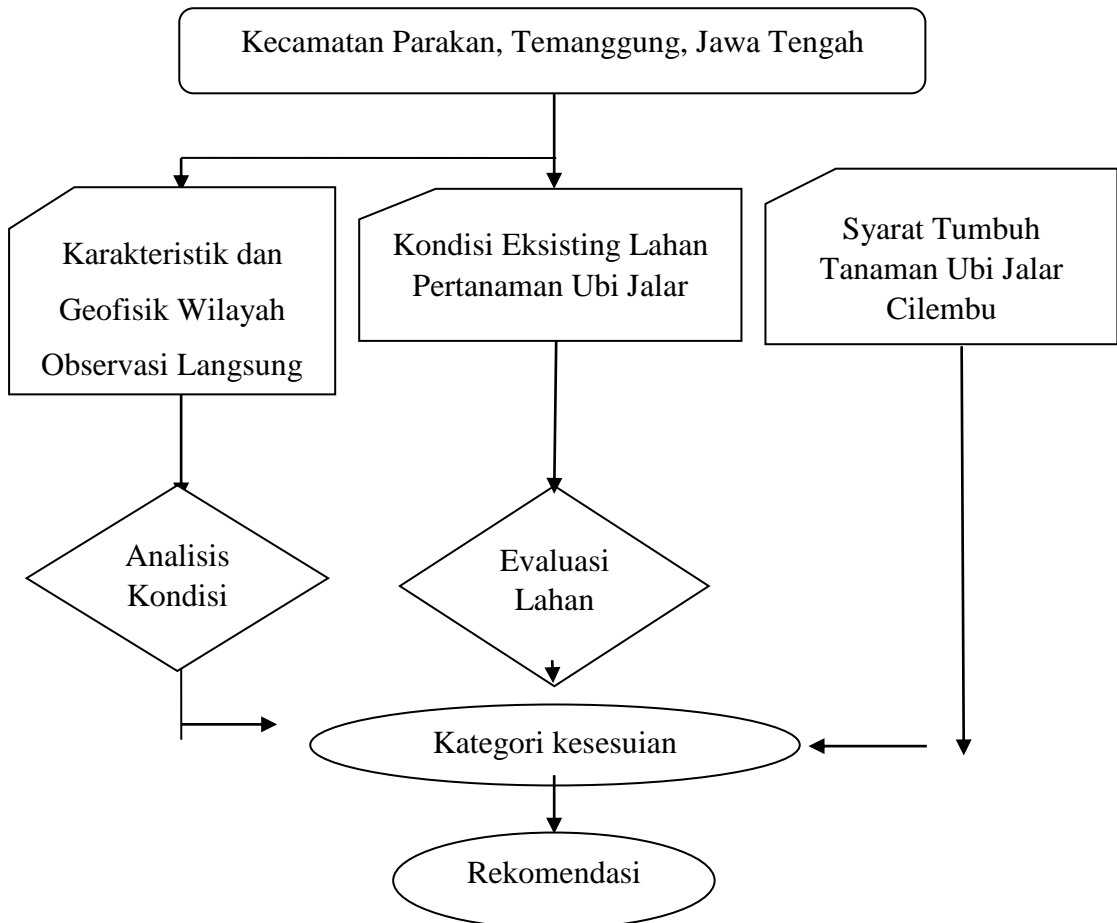 Kecamatan Parakan, Temanggung, Jawa Tengah
Karakteristik dan
Geofisik Wilayah
Observasi Langsung
Kondisi Eksisting Lahan
Pertanaman Ubi Jalar
Syarat Tumbuh
Tanaman Ubi Jalar
Cilembu
Analisis
Kondisi
Evaluasi
Lahan
Kategori kesesuaian
Rekomendasi